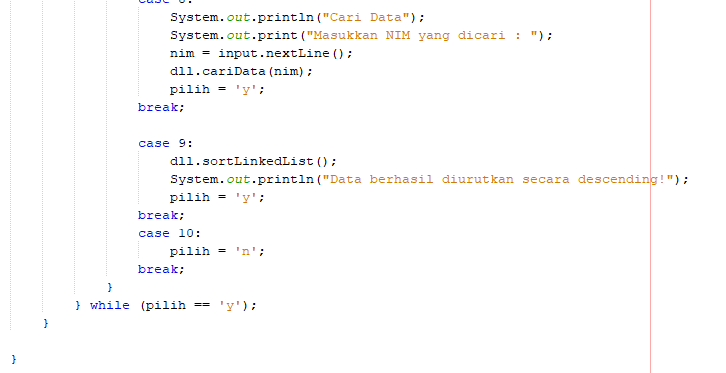 System.out.println("Cari Data");
System.out.print("Masukkan NIM yang dicari : ");
nim = input.nextLine();
dll.cariData(nim);
pilih = 'y';
break;
case 9:
dll.sortLinkedList();
System.out.println("Data berhasil diurutkan secara descending!");
pilih = 'y';
break;
case 10:
pilih = 'n';
break;
}
} while (pilih == 'y');
}
}